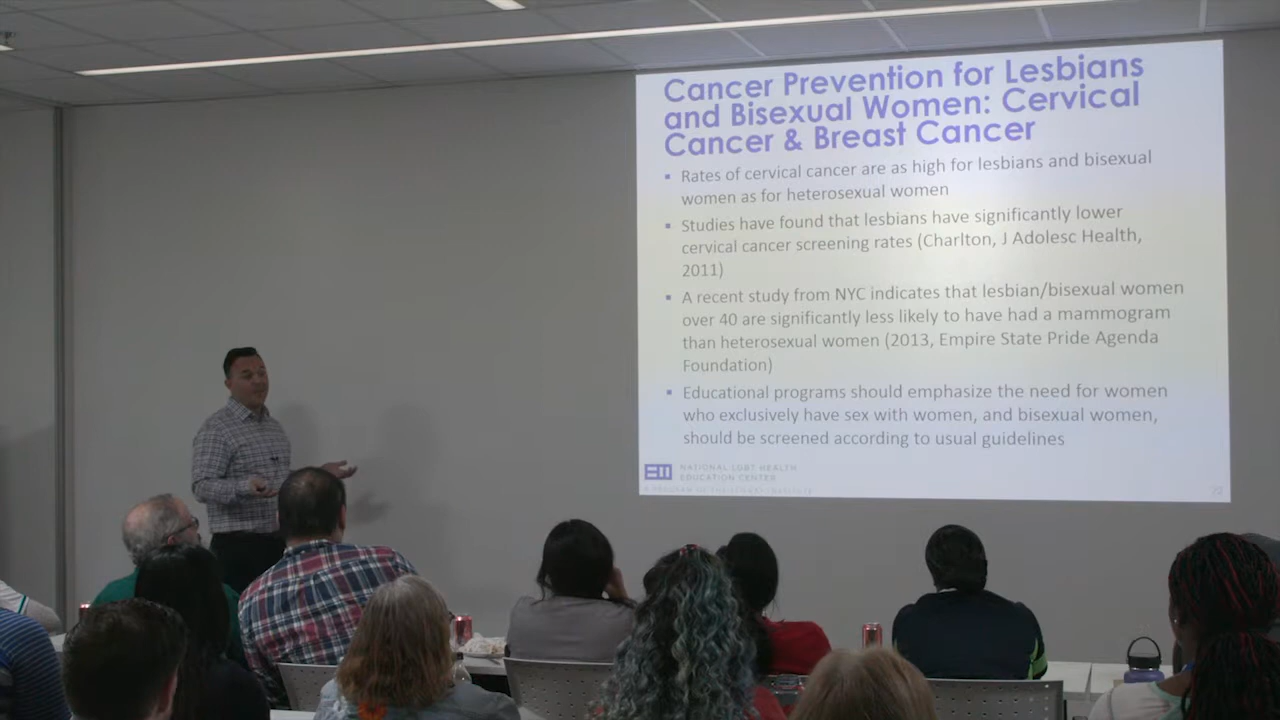 Cancer Prevention for Lesbians
and Bisexual Women: Cervical
Cancer & Breast Cancer
▪ Rates of cervical cancer are as high for lesbians and bisexual
women as for heterosexual women
▪ Studies have found that lesbians have significantly lower
cervical cancer screening rates (Charlton, J Adolesc Health,
2011)
▪ A recent study from NYC indicates that lesbian/bisexual women
over 40 are significantly less likely to have had a mammogram
than heterosexual women (2013, Empire State Pride Agenda
Foundation)
▪ Educational programs should emphasize the need for women
who exclusively have sex with women, and bisexual women,
should be screened according to usual guidelines
NATIONAL LGBT HEALTH
EDUCATION CENTER
A PROGRAM OF THE FENWAY INSTITUTE